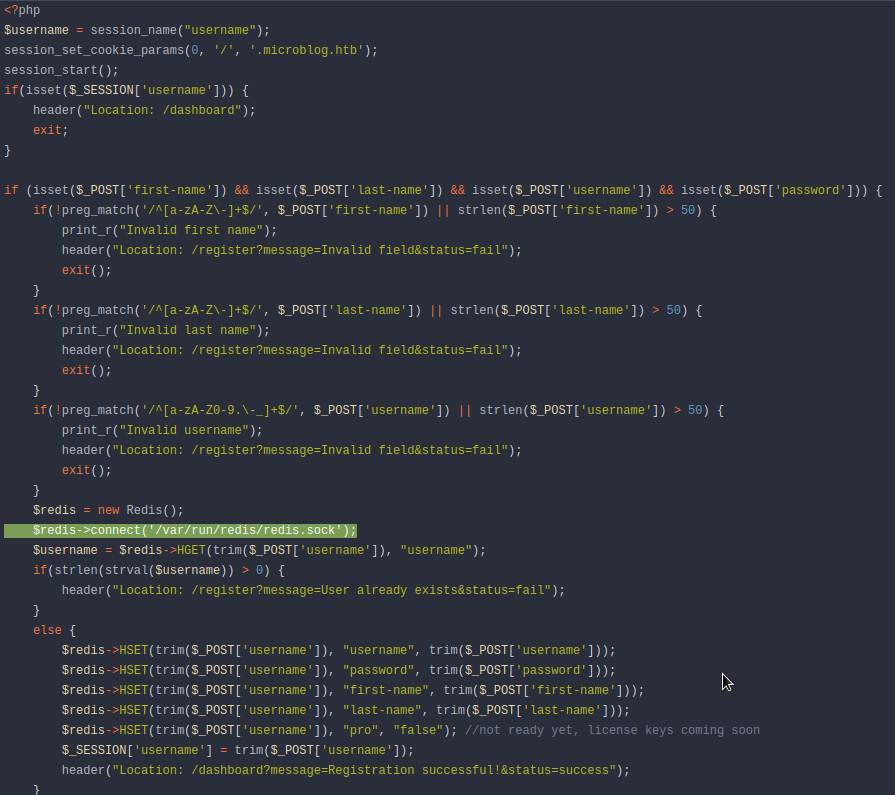 <?php
$username = session_name("username");
session_set_cookie_params(0, '/', '.microblog.htb');
session_start();
if(isset($_SESSION['username'])) {
    header("Location: /dashboard");
    exit;
}

if (isset($_POST['first-name']) && isset($_POST['last-name']) && isset($_POST['username']) && isset($_POST['password'])) {
    if(!preg_match('/^[a-zA-Z\-]+$/', $_POST['first-name']) || strlen($_POST['first-name']) > 50) {
        print_r("Invalid first name");
        header("Location: /register?message=Invalid field&status=fail");
        exit();
    }
    if(!preg_match('/^[a-zA-Z\-]+$/', $_POST['last-name']) || strlen($_POST['last-name']) > 50) {
        print_r("Invalid last name");
        header("Location: /register?message=Invalid field&status=fail");
        exit();
    }
    if(!preg_match('/^[a-zA-Z0-9.\-_]+$/', $_POST['username']) || strlen($_POST['username']) > 50) {
        print_r("Invalid username");
        header("Location: /register?message=Invalid field&status=fail");
        exit();
    }
    $redis = new Redis();
    $redis->connect('/var/run/redis/redis.sock');
    $username = $redis->HGET(trim($_POST['username']), "username");
    if(strlen(strval($username)) > 0) {
        header("Location: /register?message=User already exists&status=fail");
    }
    else {
        $redis->HSET(trim($_POST['username']), "username", trim($_POST['username']));
        $redis->HSET(trim($_POST['username']), "password", trim($_POST['password']));
        $redis->HSET(trim($_POST['username']), "first-name", trim($_POST['first-name']));
        $redis->HSET(trim($_POST['username']), "last-name", trim($_POST['last-name']));
        $redis->HSET(trim($_POST['username']), "pro", "false"); //not ready yet, license keys coming soon
        $_SESSION['username'] = trim($_POST['username']);
        header("Location: /dashboard?message=Registration successful!&status=success");
    }